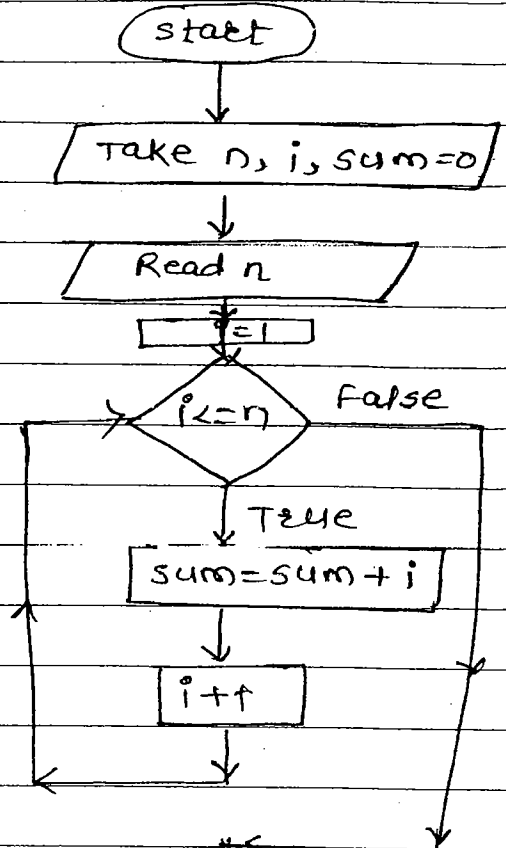 start
Take n, i, sum=0
Read n
i=1
i<=n
False
True
sum=sum+i
i++